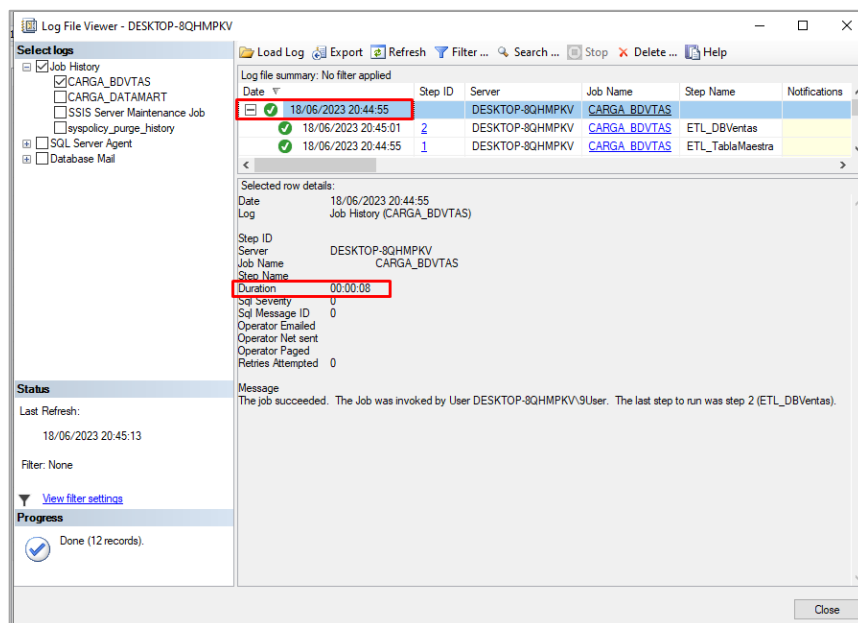 Log File Viewer - DESKTOP-8QHMPKV
Select logs
Job History
CARGA_BDVTAS
CARGA_DATAMART
SSIS Server Maintenance Job
syspolicy_purge_history
SQL Server Agent
Database Mail
Load Log Export Refresh Filter ... Search ... Stop Delete ... Help
Log file summary: No filter applied
Date Step ID Server Job Name Step Name Notifications
18/06/2023 20:44:55 DESKTOP-8QHMPKV CARGA_BDVTAS
18/06/2023 20:45:01 2 DESKTOP-8QHMPKV CARGA_BDVTAS ETL_DBVentas
18/06/2023 20:44:55 1 DESKTOP-8QHMPKV CARGA_BDVTAS ETL_TablaMaestra
Selected row details:
Date 18/06/2023 20:44:55
Log Job History (CARGA_BDVTAS)
Step ID
Server DESKTOP-8QHMPKV
Job Name CARGA_BDVTAS
Step Name
Duration 00:00:08
Sql Severity 0
Sql Message ID 0
Operator Emailed
Operator Net sent
Operator Paged
Retries Attempted 0
Message
The job succeeded. The Job was invoked by User DESKTOP-8QHMPKV\9User. The last step to run was step 2 (ETL_DBVentas).
Status
Last Refresh:
18/06/2023 20:45:13
Filter: None
View filter settings
Progress
Done (12 records).
Close